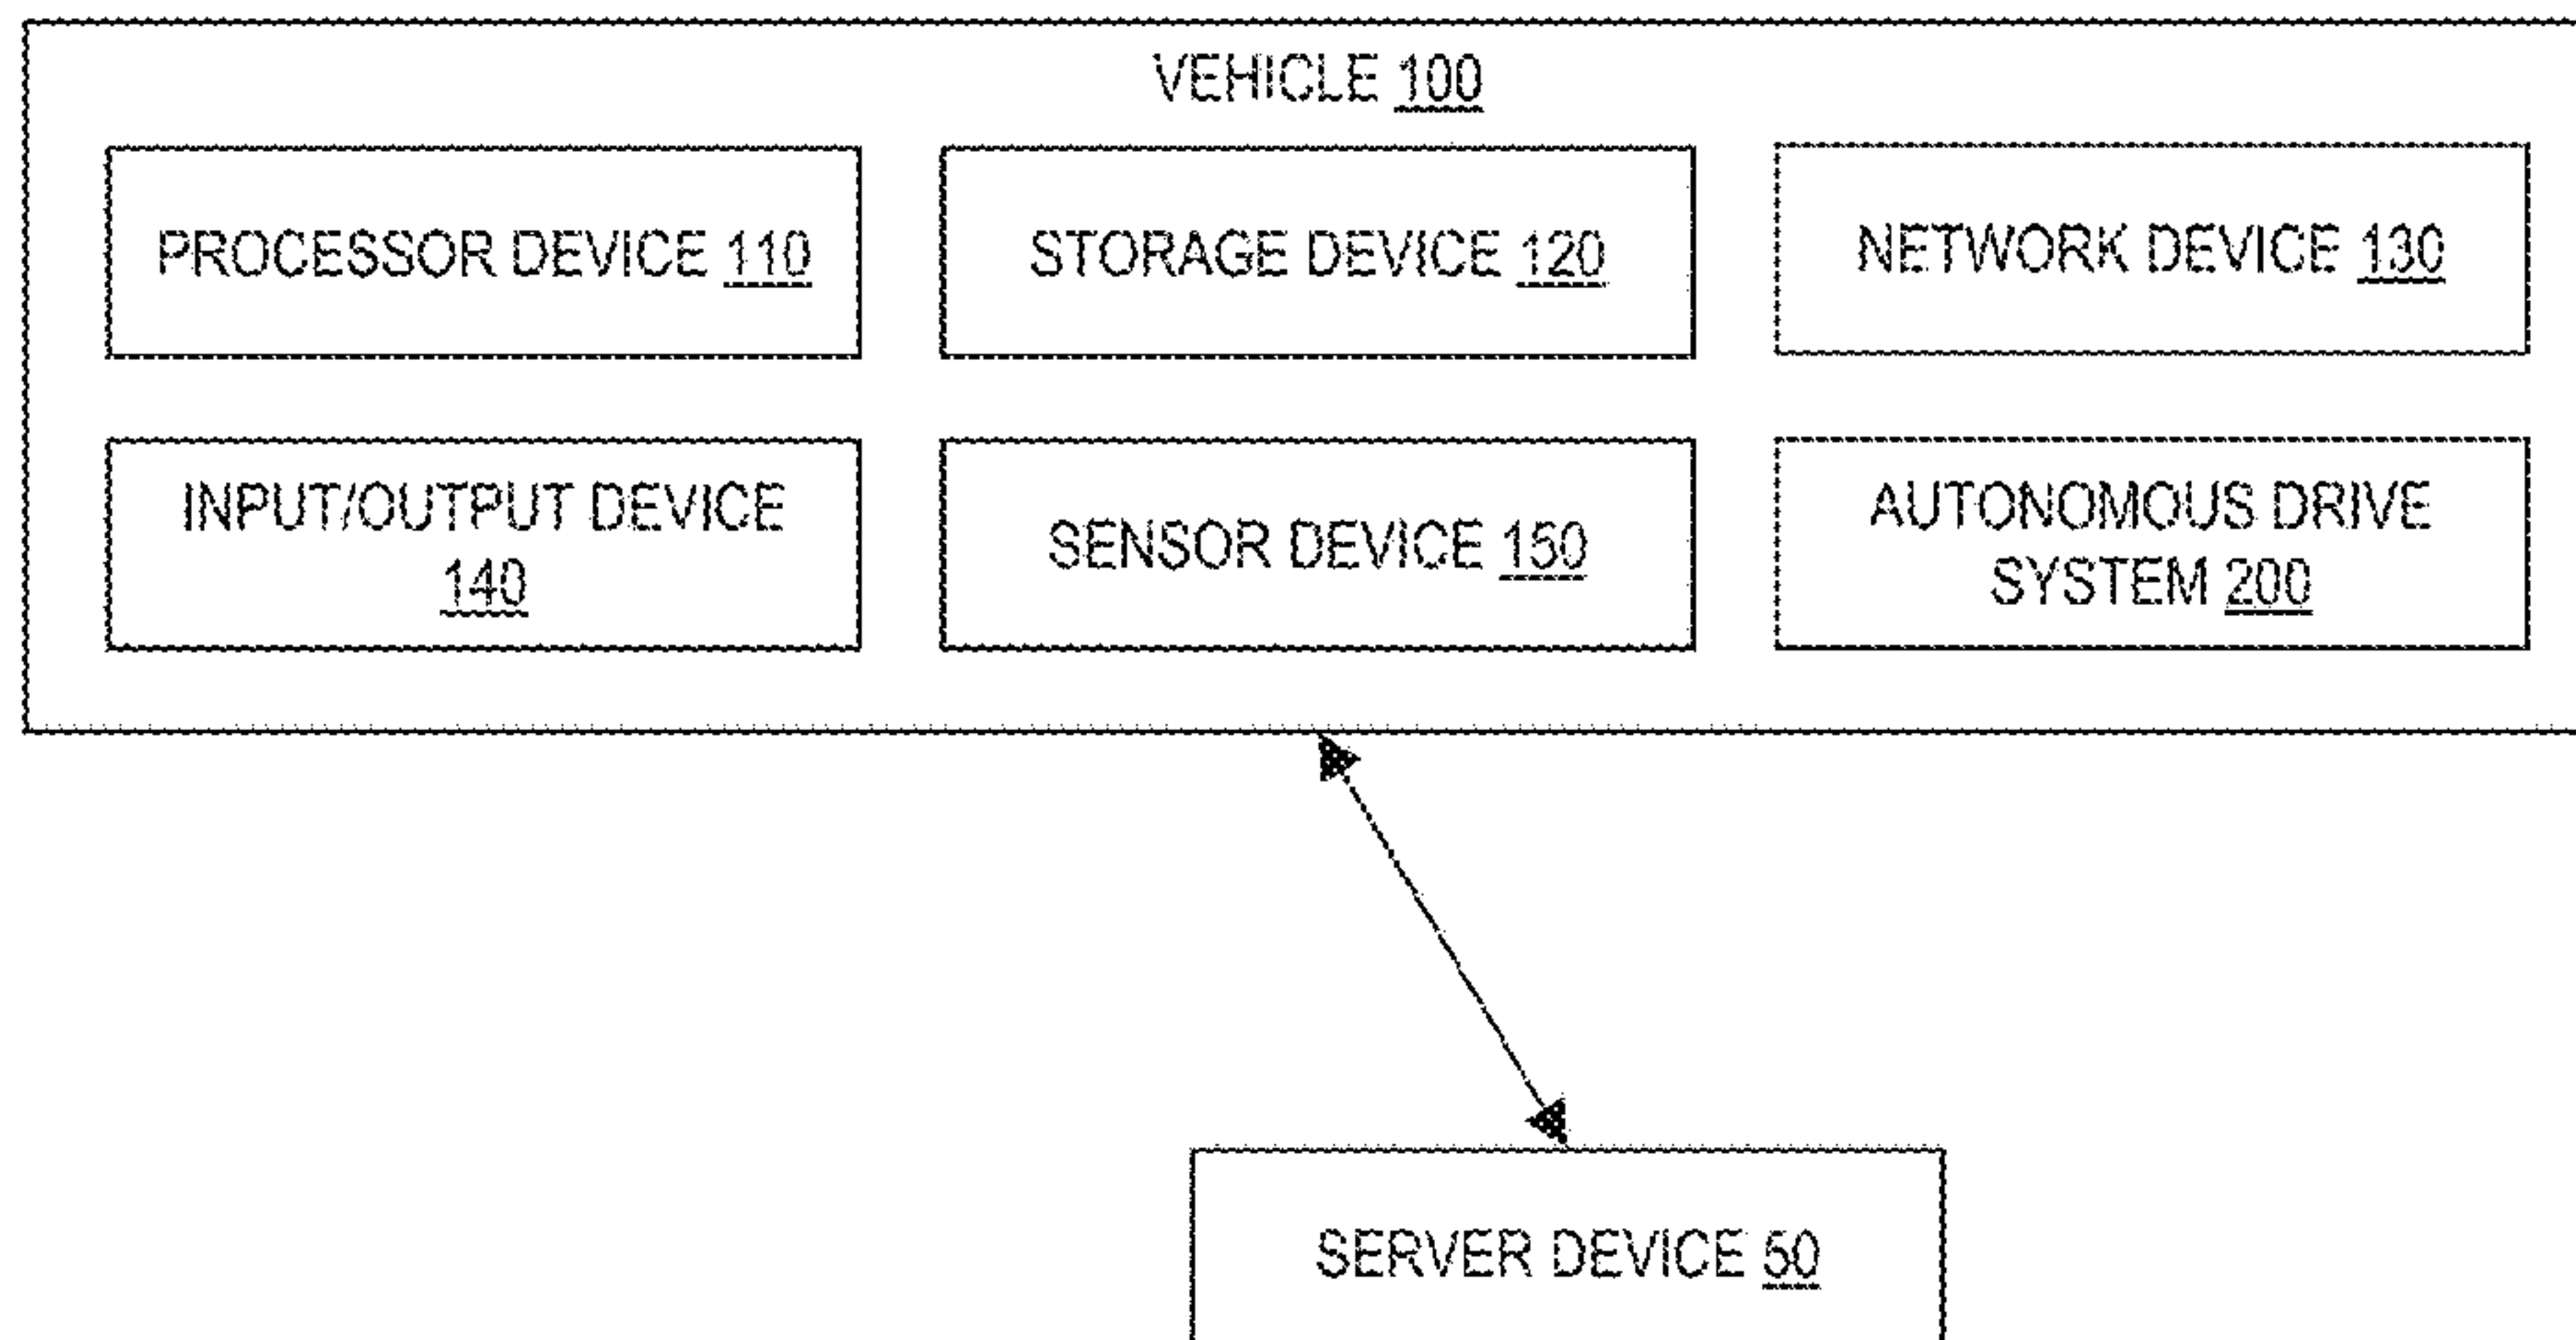 VEHICLE 100
PROCESSOR DEVICE 110
STORAGE DEVICE 120
NETWORK DEVICE 130
INPUT/OUTPUT DEVICE
140
SENSOR DEVICE 150
AUTONOMOUS DRIVE
SYSTEM 200
SERVER DEVICE 50